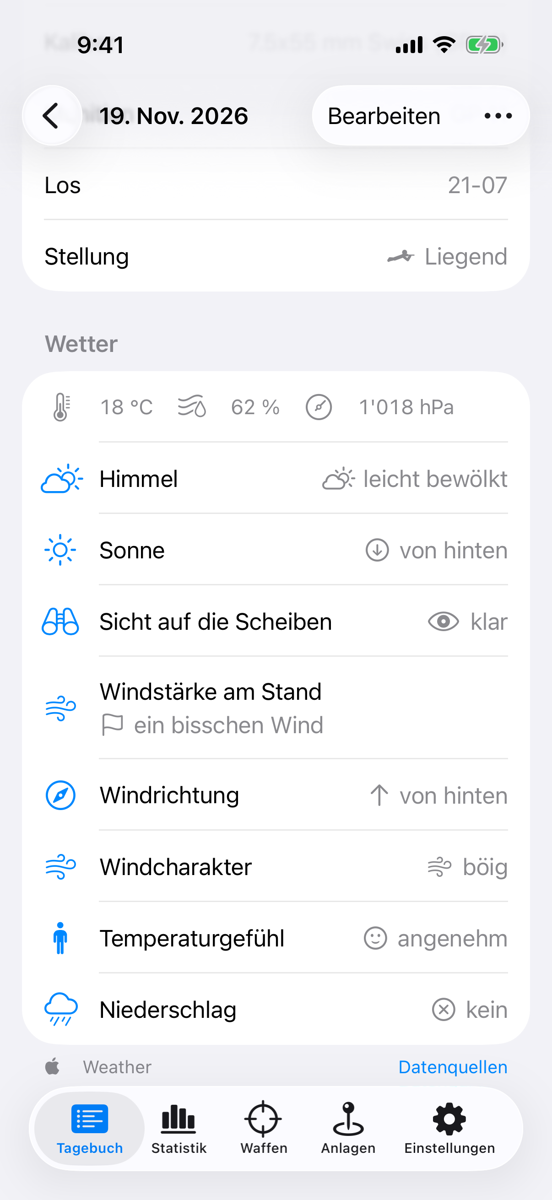 9:41
19. Nov. 2026
Bearbeiten
Los
21-07
Stellung
Liegend
Wetter
18 °C 62 % 1'018 hPa
Himmel
leicht bewölkt
Sonne
von hinten
Sicht auf die Scheiben
klar
Windstärke am Stand
ein bisschen Wind
Windrichtung
von hinten
Windcharakter
böig
Temperaturgefühl
angenehm
Niederschlag
kein
Weather
Datenquellen
Tagebuch
Statistik
Waffen
Anlagen
Einstellungen